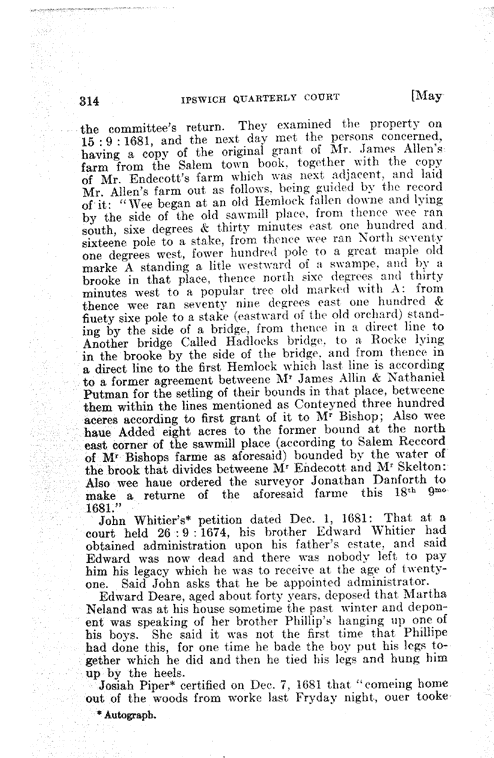 314 IPSWICH QUARTERLY COURT [May
the committee's return. They examined the property on
15 : 9 : 1681, and the next day met the persons concerned,
having a copy of the original grant of Mr. James Allen's
farm from the Salem town book, together with the copy
of Mr. Endecott's farm which was next adjacent, and laid
Mr. Allen's farm out as follows, being guided by the record
of it: "Wee began at an old Hemlock fallen downe and lying
by the side of the old sawmill place, from thence wee ran
south, sixe degrees & thirty minutes east one hundred and
sixteene pole to a stake, from thence wee ran North seventy
one degrees west, fower hundred pole to a great maple old
marke A standing a litle westward of a swampe, and by a
brooke in that place, thence north sixe degrees and thirty
minutes west to a popular tree old marked with A: from
thence wee ran seventy nine degrees east one hundred &
fiuety sixe pole to a stake (eastward of the old orchard) stand-
ing by the side of a bridge, from thence in a direct line to
Another bridge Called Hadlocks bridge, to a Rocke lying
in the brooke by the side of the bridge, and from thence in
a direct line to the first Hemlock which last line is according
to a former agreement betweene Mr James Allin & Nathaniel
Putman for the setling of their bounds in that place, betweene
them within the lines mentioned as Conteyned three hundred
aceres according to first grant of it to Mr Bishop; Also wee
haue Added eight acres to the former bound at the north
east corner of the sawmill place (according to Salem Reccord
of Mr Bishops farme as aforesaid) bounded by the water of
the brook that divides betweene Mr Endecott and Mr Skelton:
Also wee haue ordered the surveyor Jonathan Danforth to
make a returne of the aforesaid farme this 18th 9mo
1681."
John Whitier's* petition dated Dec. 1, 1681: That at a
court held 26 : 9 : 1674, his brother Edward Whitier had
obtained administration upon his father's estate, and said
Edward was now dead and there was nobody left to pay
him his legacy which he was to receive at the age of twenty-
one. Said John asks that he be appointed administrator.
Edward Deare, aged about forty years, deposed that Martha
Neland was at his house sometime the past winter and depon-
ent was speaking of her brother Phillip's hanging up one of
his boys. She said it was not the first time that Phillipe
had done this, for one time he bade the boy put his legs to-
gether which he did and then he tied his legs and hung him
up by the heels.
Josiah Piper* certified on Dec. 7, 1681 that "comeing home
out of the woods from worke last Fryday night, ouer tooke
* Autograph.